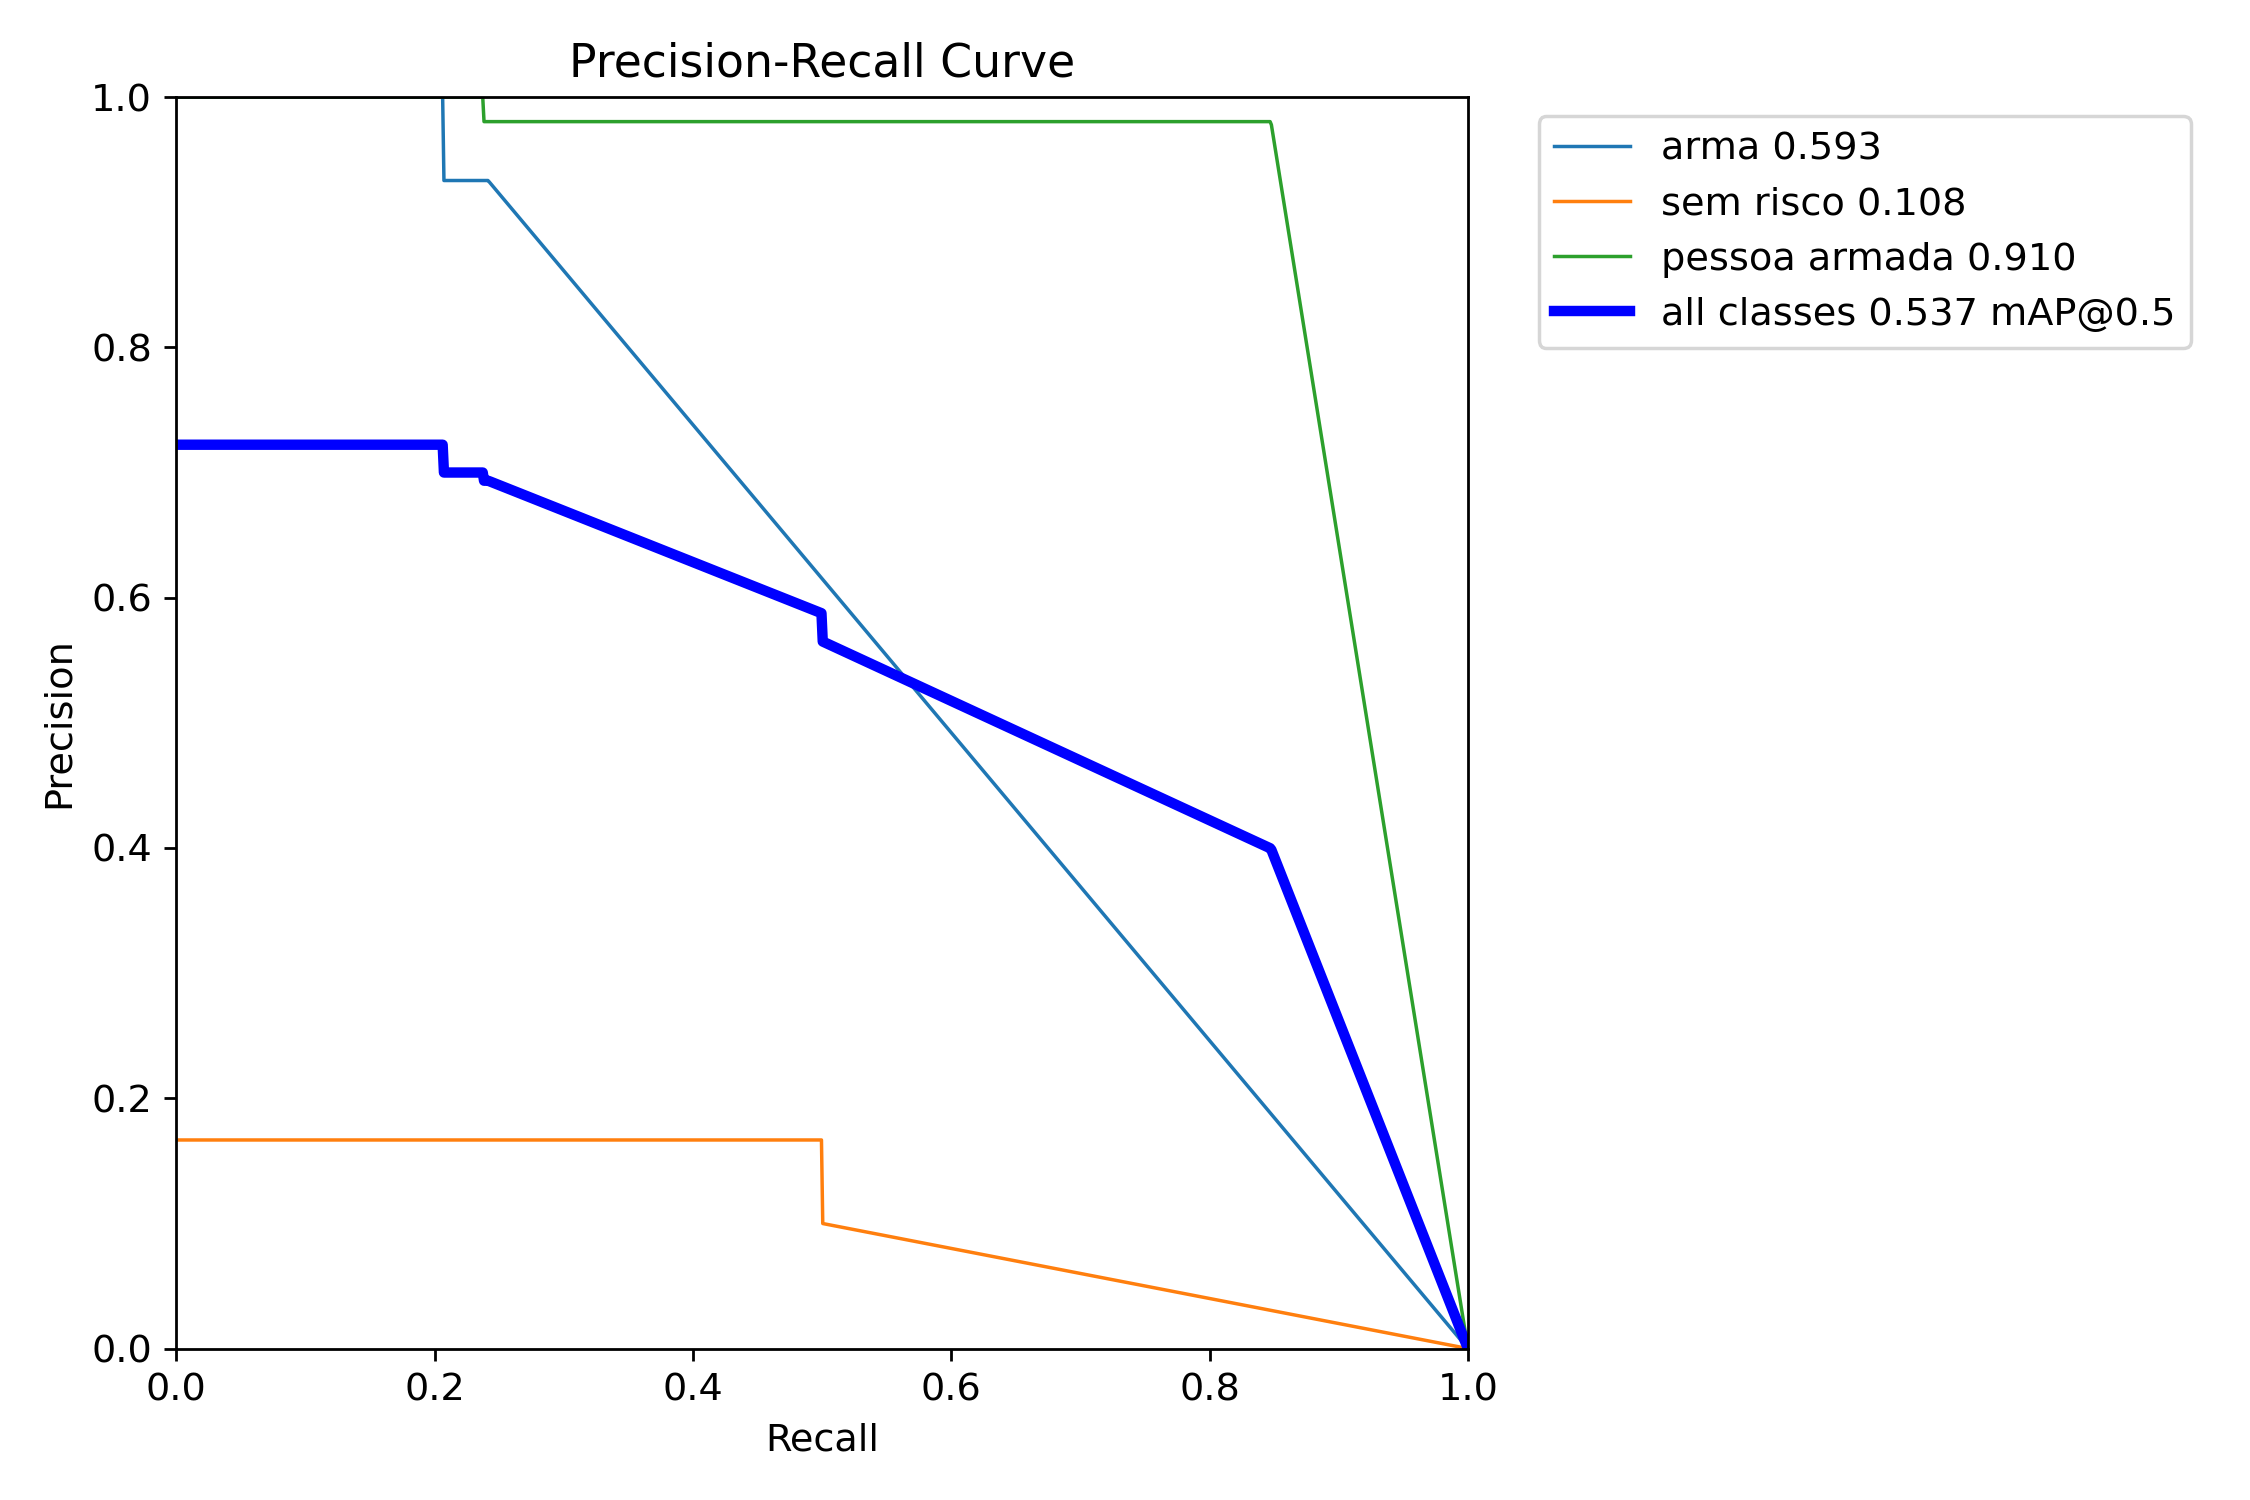 Precision-Recall Curve
1.0
0.8
0.6
0.4
0.2
0.0
Precision
0.0 0.2 0.4 0.6 0.8 1.0
Recall
arma 0.593
sem risco 0.108
pessoa armada 0.910
all classes 0.537 mAP@0.5